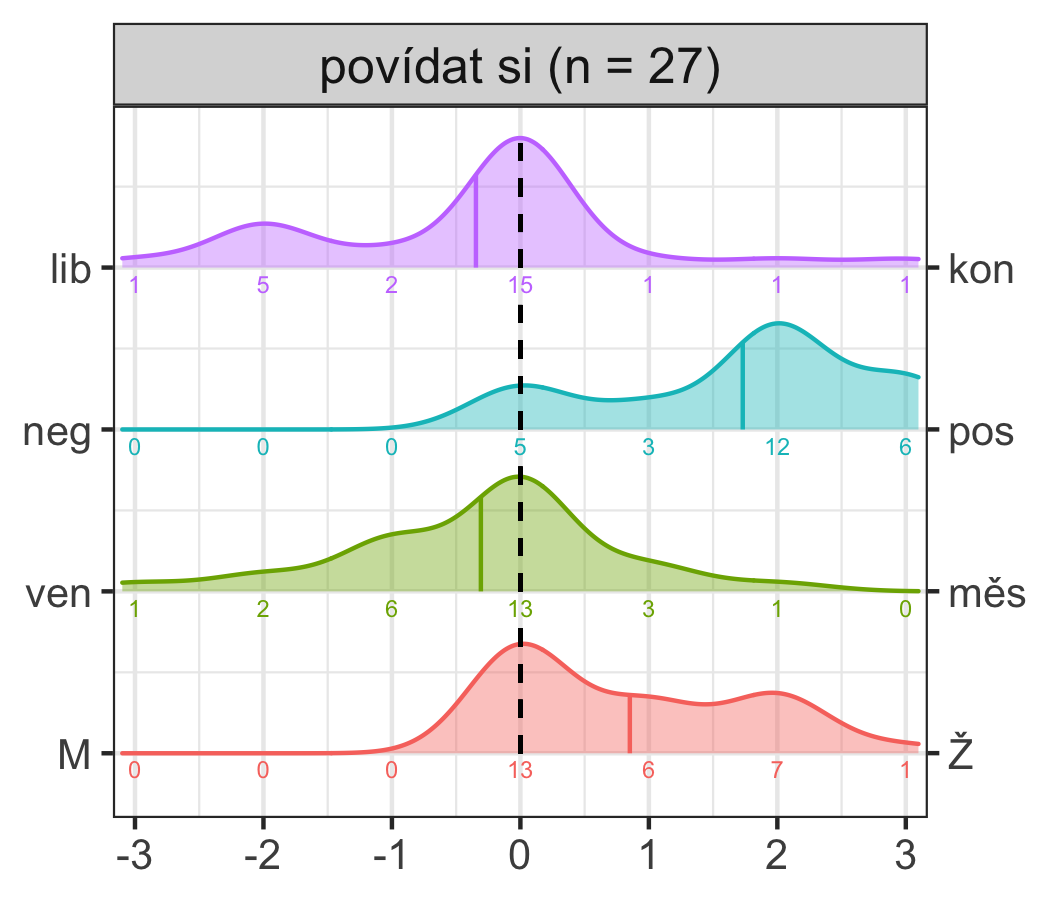 povídat si (n = 27)
lib kon
1 5 2 15 1 1 1
neg pos
0 0 0 5 3 12 6
ven měs
1 2 6 13 3 1 0
M Ž
0 0 0 13 6 7 1
-3 -2 -1 0 1 2 3